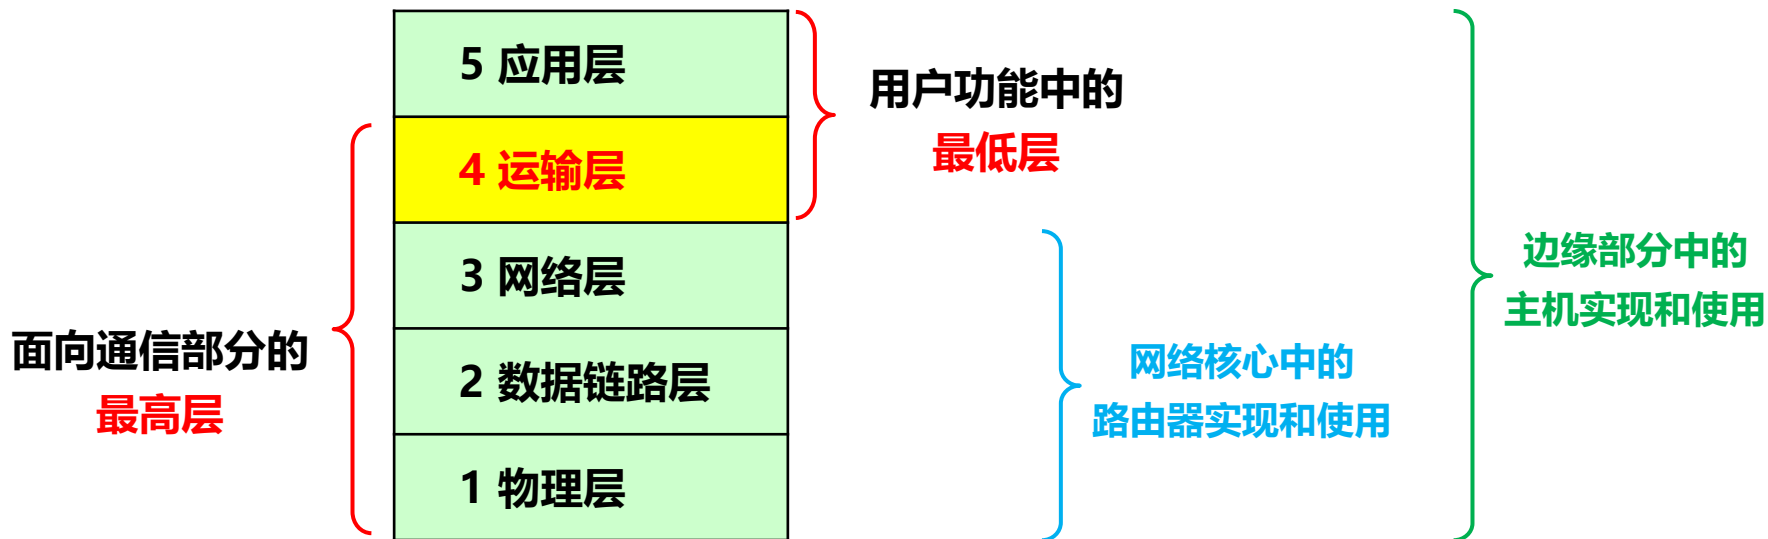 5 应用层
4 运输层
3 网络层
2 数据链路层
1 物理层
用户功能中的
最低层
面向通信部分的
最高层
网络核心中的
路由器实现和使用
边缘部分中的
主机实现和使用